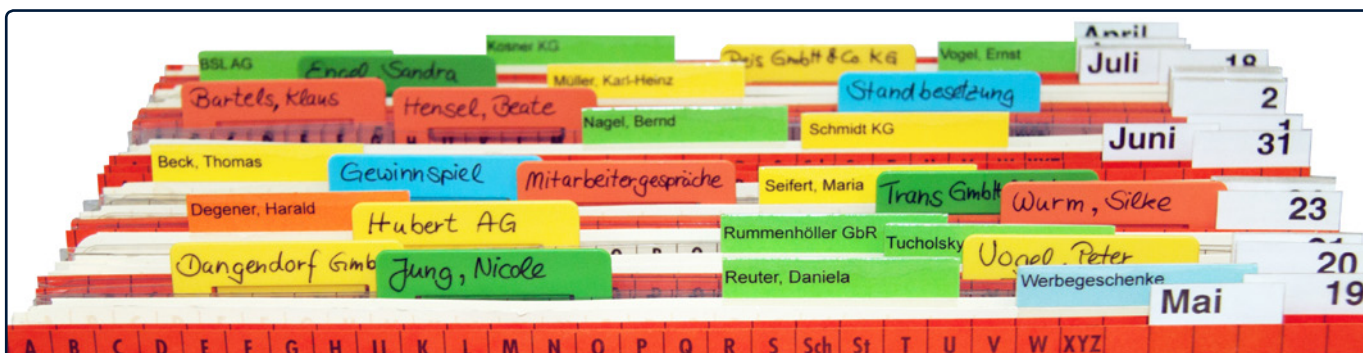 April
Kosner KG
BSL AG
Sandra
GmbH & Co. KG
Vogel, Ernst
Juli
18
Müller, Karl-Heinz
Bartels, Klaus
Hensel, Beate
Standbesetzung
2
Nagel, Bernd
Schmidt KG
1
Juni
31
Beck, Thomas
Gewinnspiel
Mitarbeitergespräche
Seifert, Maria
Trans GmbH
Wurm, Silke
23
Degener, Harald
Hubert AG
Rummenhöller GbR
Tucholsky
21
Dangendorf GmbH
Jung, Nicole
Vogel, Peter
20
Reuter, Daniela
Werbegeschenke
19
Mai
A B C D E F G H IJ K L M N O P Q R S Sch St T U V W XYZ